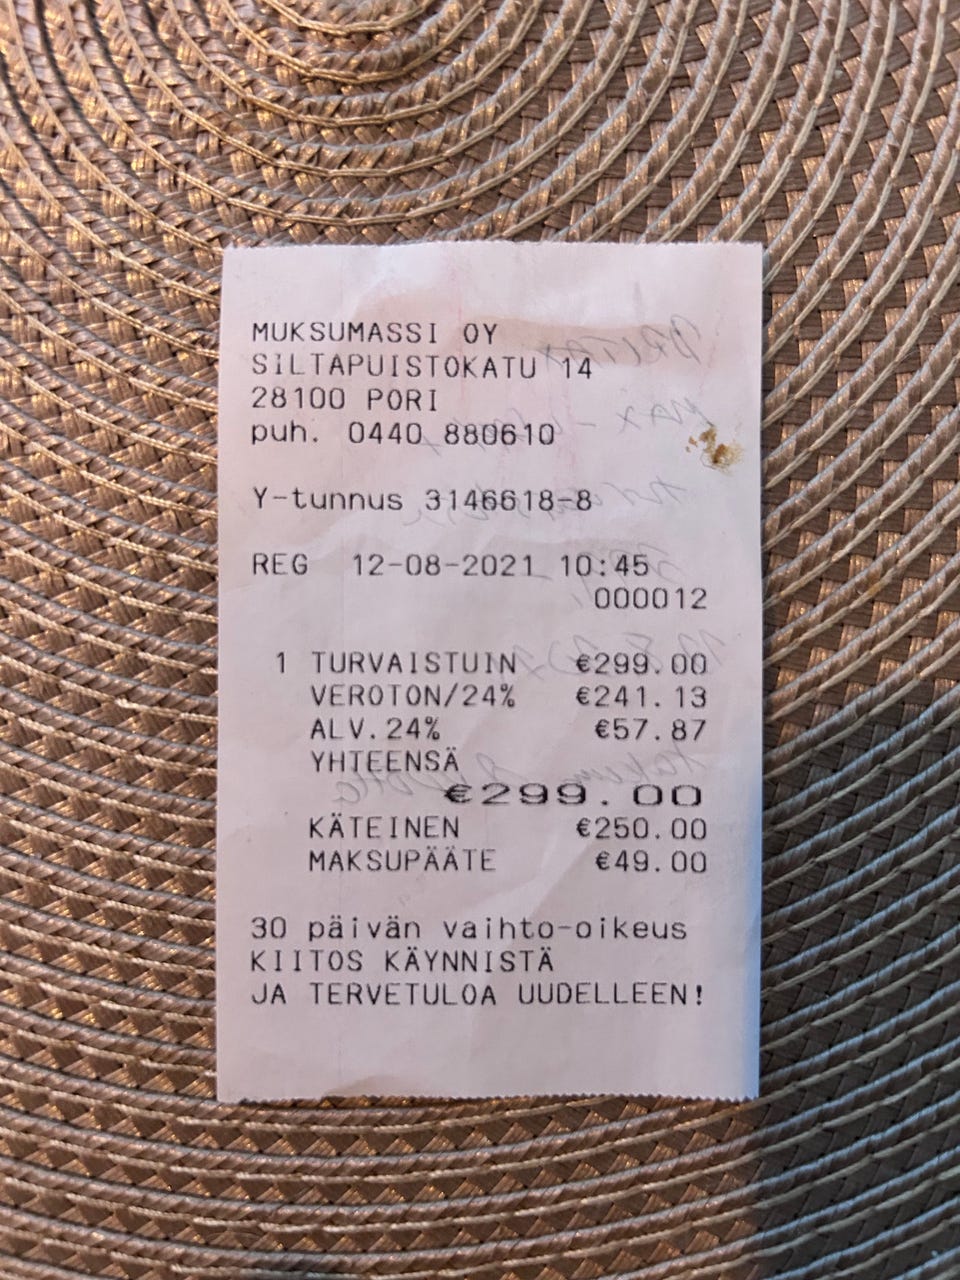 MUKSUMASSI OY
SILTAPUISTOKATU 14
28100 PORI
puh. 0440 880610
Y-tunnus 3146618-8
REG 12-08-2021 10:45
000012
1 TURVAISTUIN €299.00
VEROTON/24% €241.13
ALV.24% €57.87
YHTEENSÄ
€299.00
KÄTEINEN €250.00
MAKSUPÄÄTE €49.00
30 päivän vaihto-oikeus
KIITOS KÄYNNISTÄ
JA TERVETULOA UUDELLEEN!